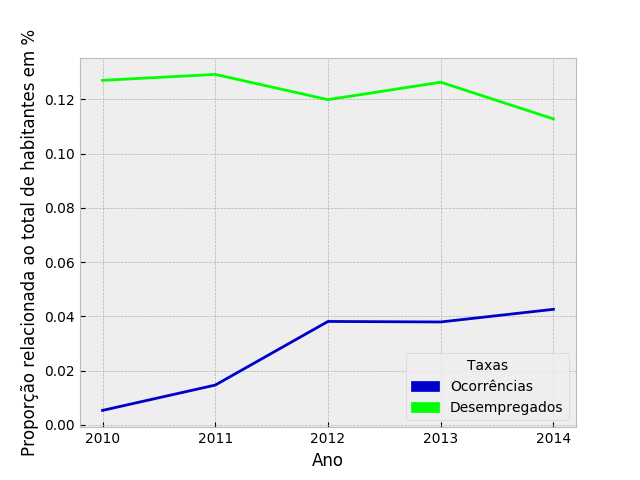 Proporção relacionada ao total de habitantes em %
0.12
0.10
0.08
0.06
0.04
0.02
0.00
Taxas
Ocorrências
Desempregados
2010 2011 2012 2013 2014
Ano